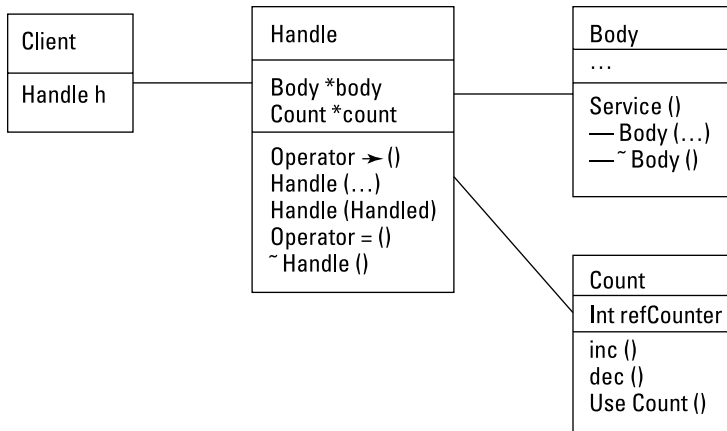 Client
Handle h
Handle
Body *body
Count *count
Operator → ()
Handle (…)
Handle (Handled)
Operator = ()
~ Handle ()
Body
…
Service ()
— Body (…)
— ~ Body ()
Count
Int refCounter
inc ()
dec ()
Use Count ()